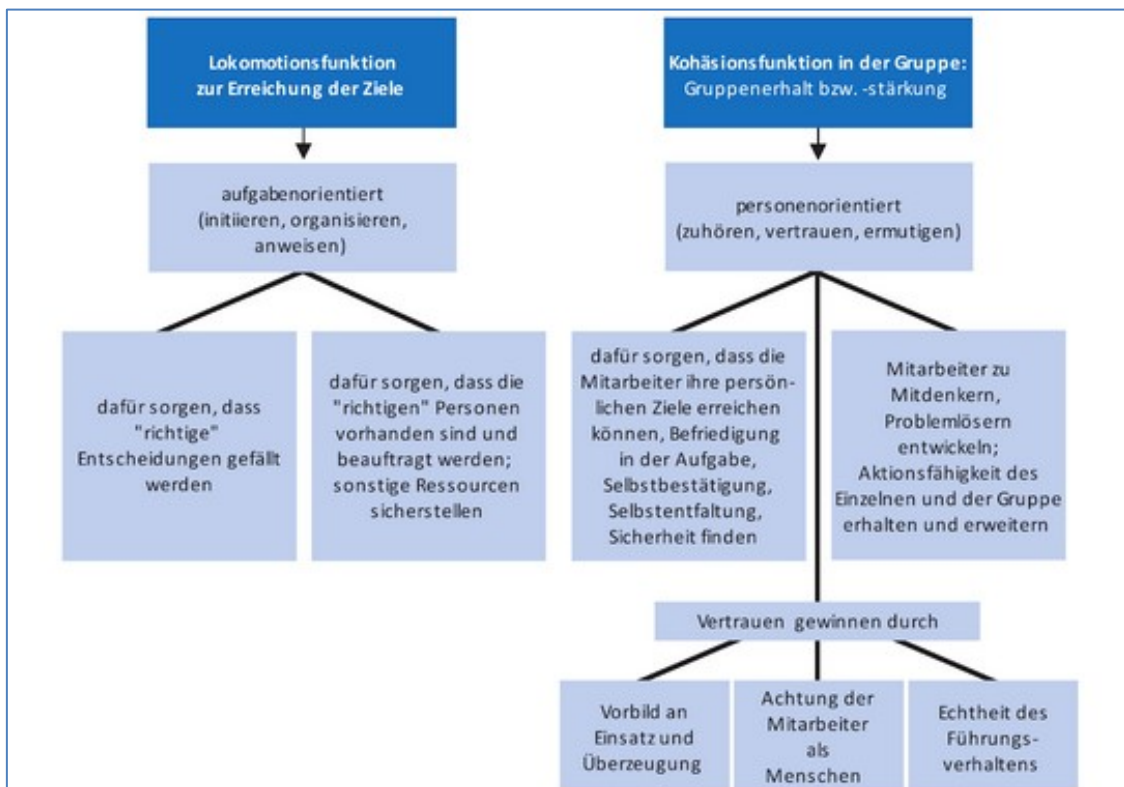 Lokomotionsfunktion
zur Erreichung der Ziele
aufgabenorientiert
(initiieren, organisieren,
anweisen)
dafür sorgen, dass
"richtige"
Entscheidungen gefällt
werden
dafür sorgen, dass die
"richtigen" Personen
vorhanden sind und
beauftragt werden;
sonstige Ressourcen
sicherstellen
Kohäsionsfunktion in der Gruppe:
Gruppenerhalt bzw. -stärkung
personenorientiert
(zuhören, vertrauen, ermutigen)
dafür sorgen, dass die
Mitarbeiter ihre persön-
lichen Ziele erreichen
können, Befriedigung
in der Aufgabe,
Selbstbestätigung,
Selbstentfaltung,
Sicherheit finden
Mitarbeiter zu
Mitdenkern,
Problemlösern
entwickeln;
Aktionsfähigkeit des
Einzelnen und der Gruppe
erhalten und erweitern
Vertrauen gewinnen durch
Vorbild an
Einsatz und
Überzeugung
Achtung der
Mitarbeiter
als
Menschen
Echtheit des
Führungs-
verhaltens